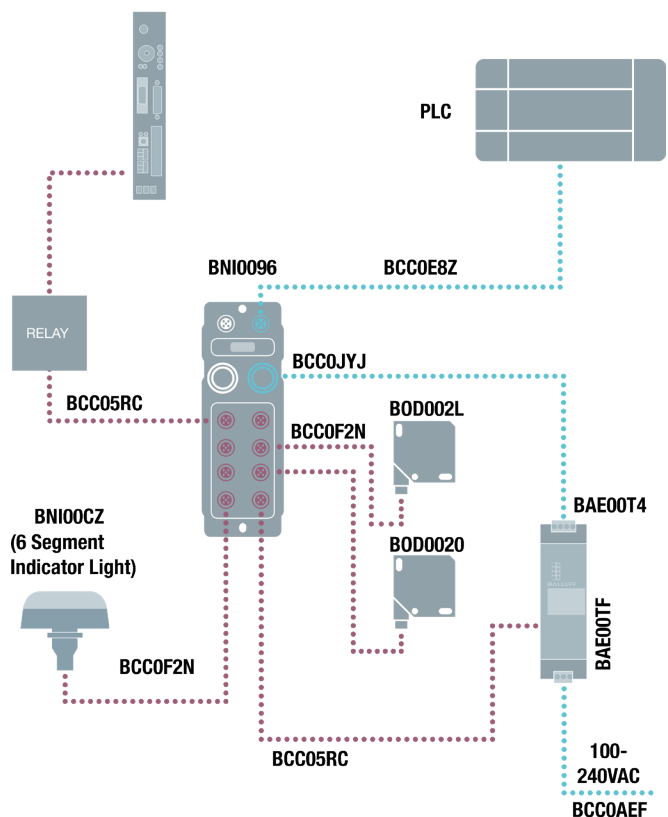 PLC
BNI0096
BCC0E8Z
RELAY
BCC0JYJ
BCC05RC
BOD002L
BCC0F2N
BNI00CZ
(6 Segment
Indicator Light)
BAE00T4
BOD0020
BAE00TF
BCC0F2N
BCC05RC
100-
240VAC
BCC0AEF